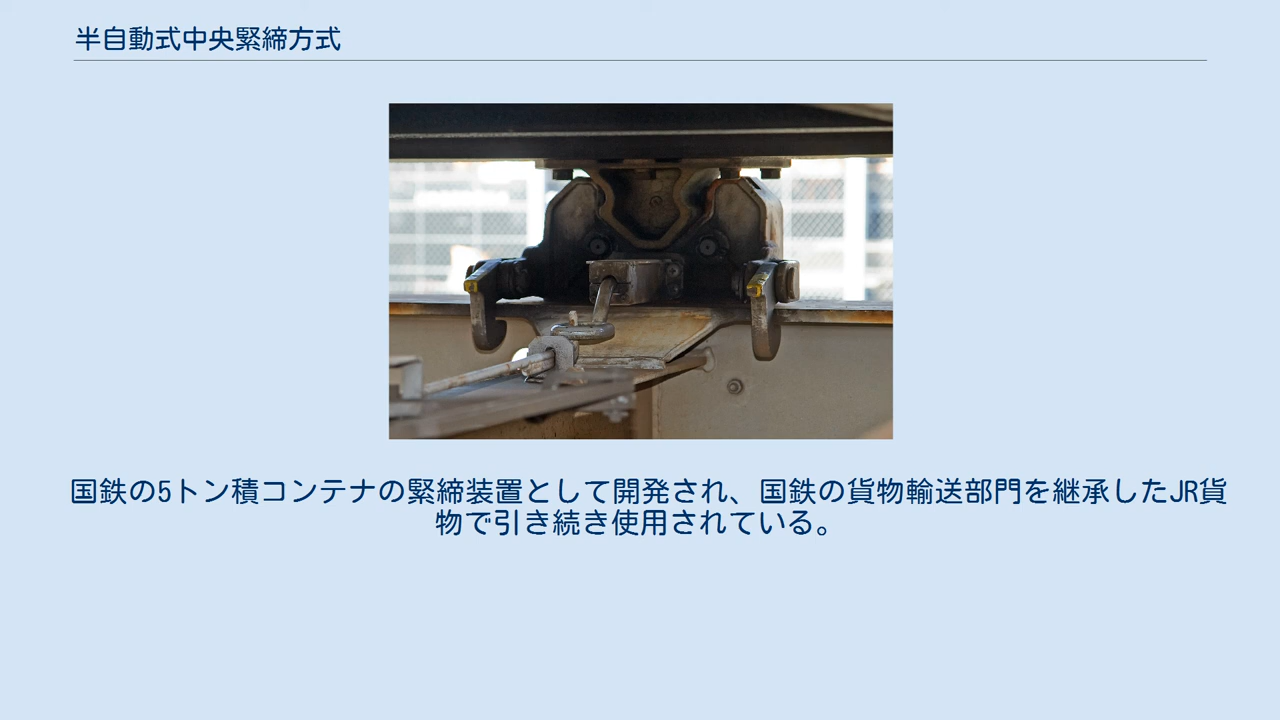 半自動式中央緊締方式
国鉄の5トン積コンテナの緊締装置として開発され、国鉄の貨物輸送部門を継承したJR貨
物で引き続き使用されている。